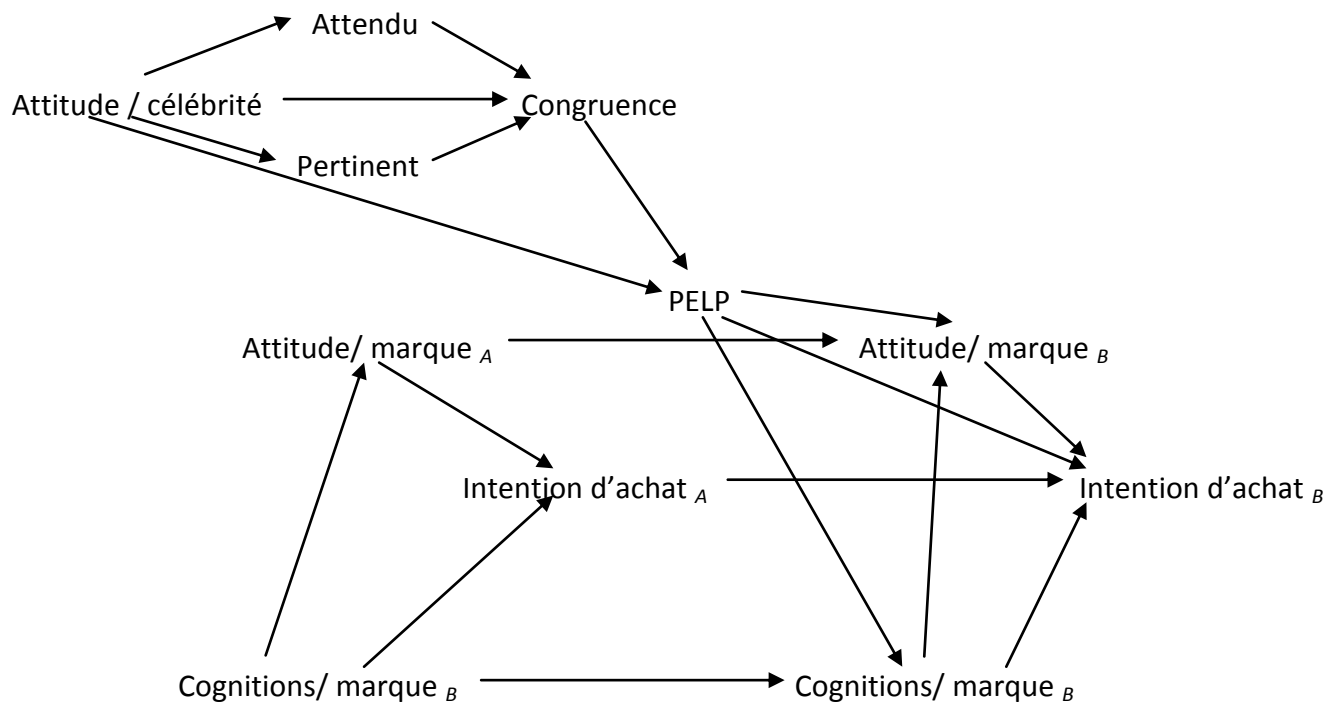 Attendu
Attitude / célébrité
Congruence
Pertinent
PELP
Attitude/ marque A
Attitude/ marque B
Intention d'achat A
Intention d'achat B
Cognitions/ marque B
Cognitions/ marque B